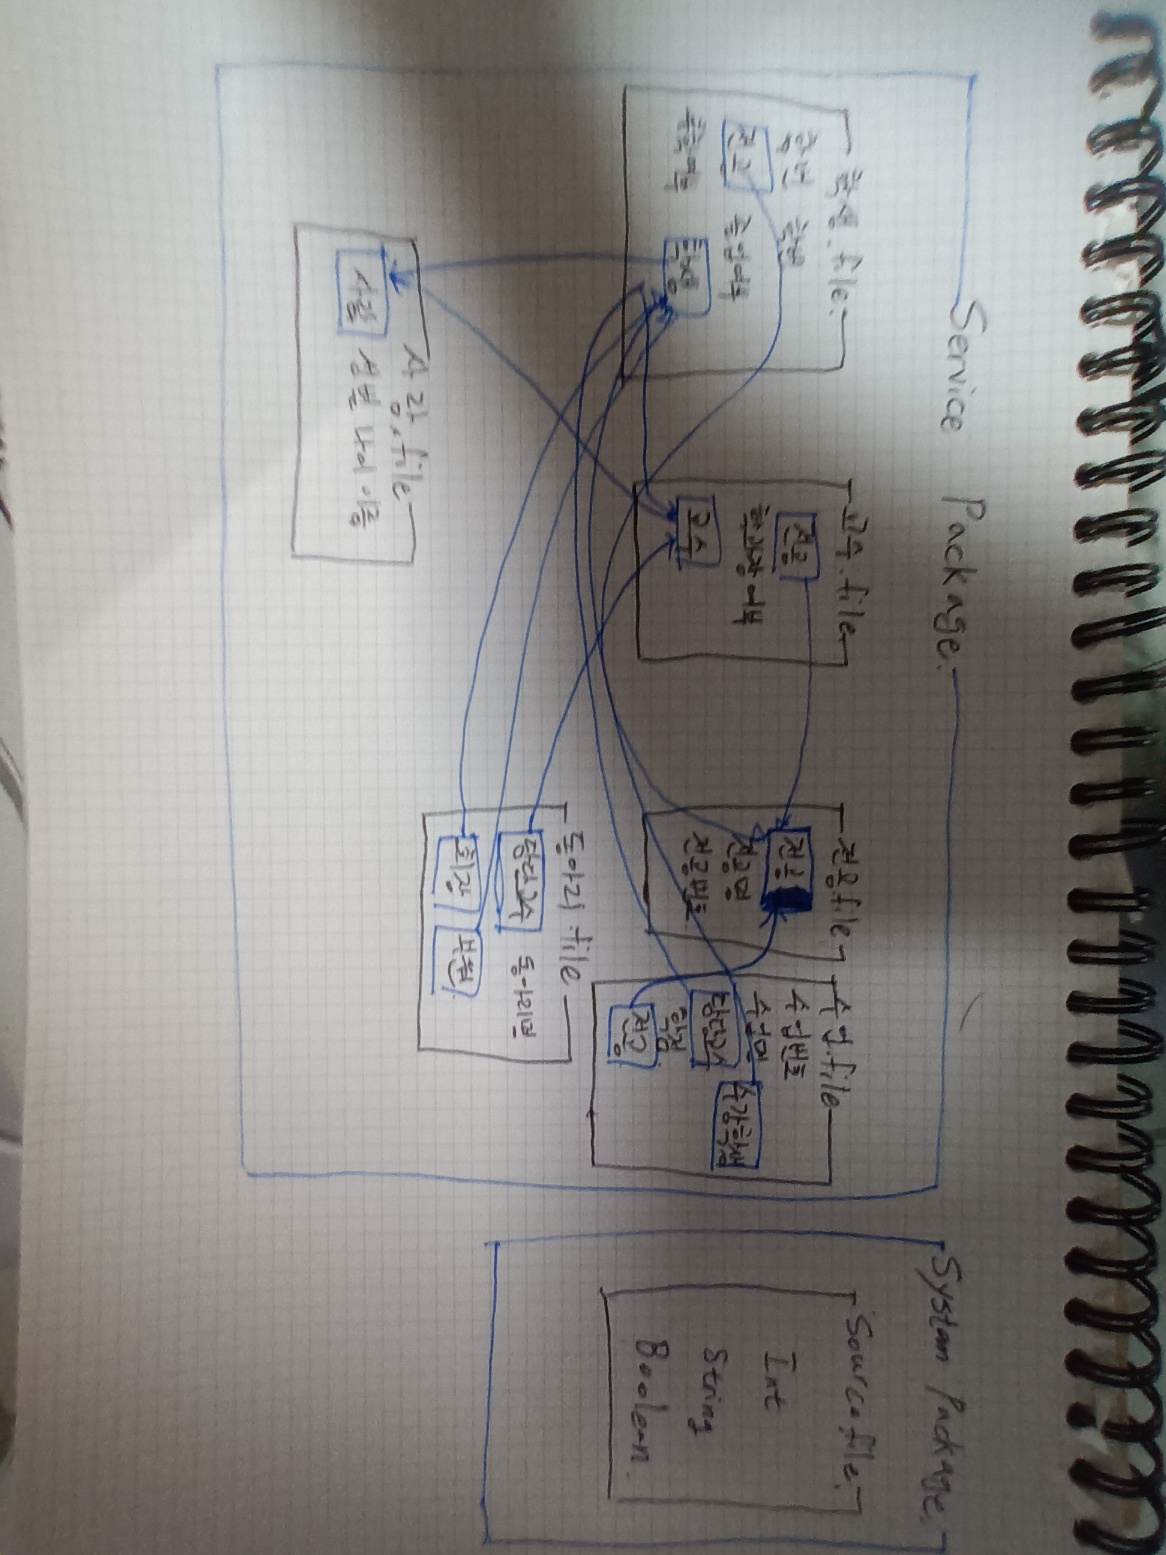 Service Package.
Systam Package.
학생.file.
학년 학번
전공 졸업여부
휴학여부 학생
교수.file
전공
학과장여부
교수
전공.file
전공
전공명
전공번호
수업.file
수업번호
수업명 수강학생
담당교수
학점
전공
Source.file.
Int
String
Boolean.
동아리.file
담당교수 동아리명
회장 부원
사람.file
사람 성별 나이 이름